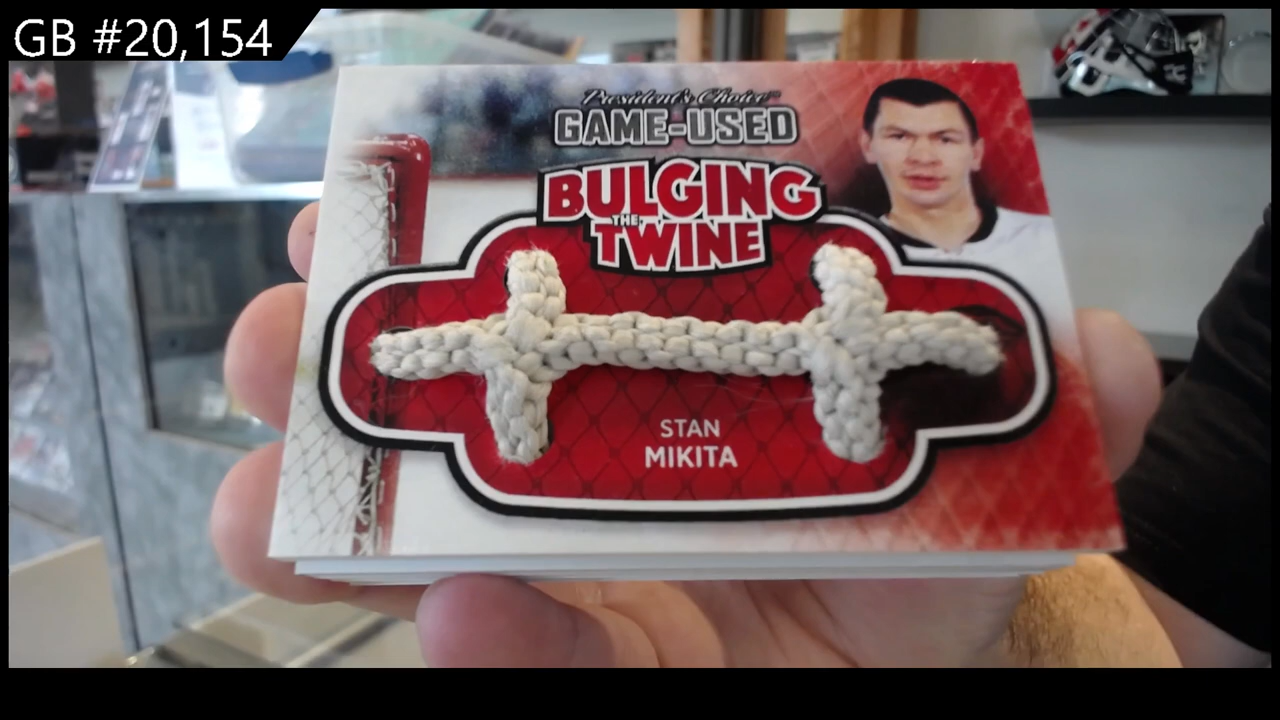 GB #20,154
President's Choice
GAME-USED
BULGING
THE
TWINE
STAN
MIKITA